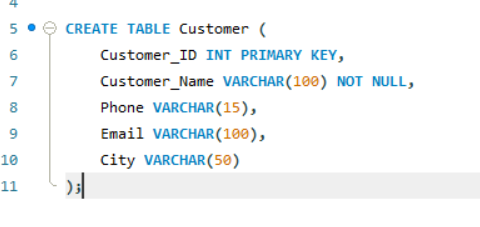 4
5 CREATE TABLE Customer (
6 Customer_ID INT PRIMARY KEY,
7 Customer_Name VARCHAR(100) NOT NULL,
8 Phone VARCHAR(15),
9 Email VARCHAR(100),
10 City VARCHAR(50)
11 );